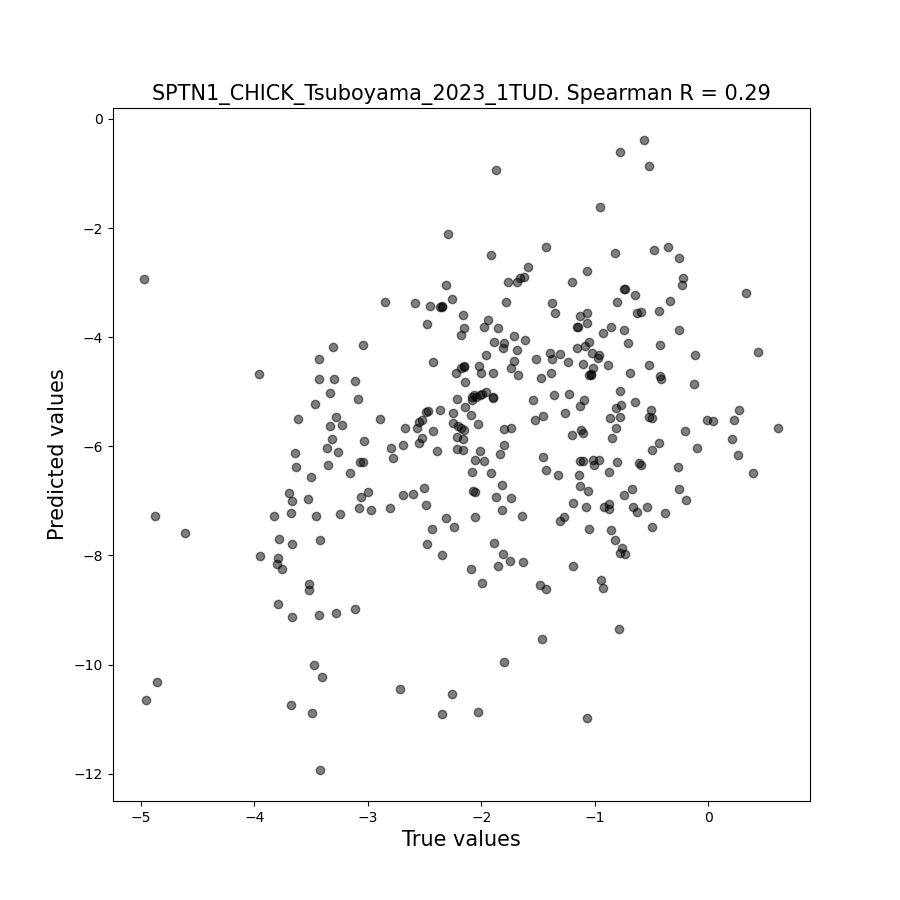 SPTN1_CHICK_Tsuboyama_2023_1TUD. Spearman R = 0.29
0
−2
−4
−6
−8
−10
−12
Predicted values
−5 −4 −3 −2 −1 0
True values